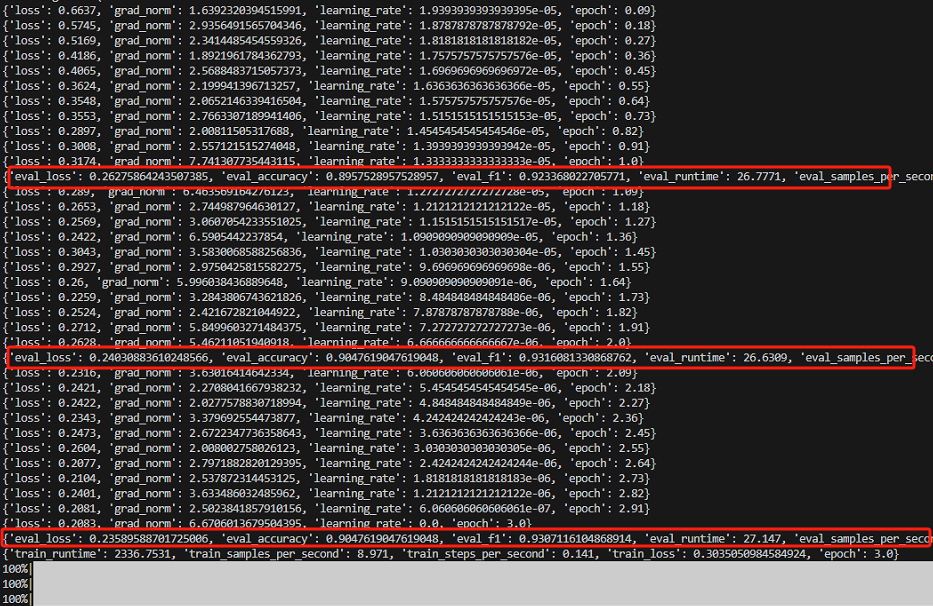 {'loss': 0.6637, 'grad_norm': 1.6392320394515991, 'learning_rate': 1.9393939393939395e-05, 'epoch': 0.09}
{'loss': 0.5745, 'grad_norm': 2.9356491565704346, 'learning_rate': 1.8787878787878792e-05, 'epoch': 0.18}
{'loss': 0.5169, 'grad_norm': 2.3414485454559326, 'learning_rate': 1.8181818181818182e-05, 'epoch': 0.27}
{'loss': 0.4186, 'grad_norm': 1.8921961784362793, 'learning_rate': 1.7575757575757576e-05, 'epoch': 0.36}
{'loss': 0.4065, 'grad_norm': 2.5688483715057373, 'learning_rate': 1.6969696969696972e-05, 'epoch': 0.45}
{'loss': 0.3624, 'grad_norm': 2.199941396713257, 'learning_rate': 1.6363636363636366e-05, 'epoch': 0.55}
{'loss': 0.3548, 'grad_norm': 2.0652146339416504, 'learning_rate': 1.575757575757576e-05, 'epoch': 0.64}
{'loss': 0.3553, 'grad_norm': 2.7663307189941406, 'learning_rate': 1.5151515151515153e-05, 'epoch': 0.73}
{'loss': 0.2897, 'grad_norm': 2.00811505317688, 'learning_rate': 1.4545454545454546e-05, 'epoch': 0.82}
{'loss': 0.3008, 'grad_norm': 2.557121515274048, 'learning_rate': 1.3939393939393942e-05, 'epoch': 0.91}
{'loss': 0.3174, 'grad_norm': 7.741307735443115, 'learning_rate': 1.3333333333333333e-05, 'epoch': 1.0}
{'eval_loss': 0.26275864243507385, 'eval_accuracy': 0.8957528957528957, 'eval_f1': 0.923368022705771, 'eval_runtime': 26.7771, 'eval_samples_per_second
{'loss': 0.289, 'grad_norm': 6.463569164276123, 'learning_rate': 1.2727272727272728e-05, 'epoch': 1.09}
{'loss': 0.2653, 'grad_norm': 2.744987964630127, 'learning_rate': 1.2121212121212122e-05, 'epoch': 1.18}
{'loss': 0.2569, 'grad_norm': 3.0607054233551025, 'learning_rate': 1.1515151515151517e-05, 'epoch': 1.27}
{'loss': 0.2422, 'grad_norm': 6.5905442237854, 'learning_rate': 1.0909090909090909e-05, 'epoch': 1.36}
{'loss': 0.3043, 'grad_norm': 3.5830068588256836, 'learning_rate': 1.0303030303030304e-05, 'epoch': 1.45}
{'loss': 0.2927, 'grad_norm': 2.9750425815582275, 'learning_rate': 9.696969696969698e-06, 'epoch': 1.55}
{'loss': 0.26, 'grad_norm': 5.996038436889648, 'learning_rate': 9.090909090909091e-06, 'epoch': 1.64}
{'loss': 0.2259, 'grad_norm': 3.2843806743621826, 'learning_rate': 8.484848484848486e-06, 'epoch': 1.73}
{'loss': 0.2524, 'grad_norm': 2.421672821044922, 'learning_rate': 7.87878787878788e-06, 'epoch': 1.82}
{'loss': 0.2712, 'grad_norm': 5.8499603271484375, 'learning_rate': 7.272727272727273e-06, 'epoch': 1.91}
{'loss': 0.2628, 'grad_norm': 5.46211051940918, 'learning_rate': 6.666666666666667e-06, 'epoch': 2.0}
{'eval_loss': 0.24030883610248566, 'eval_accuracy': 0.9047619047619048, 'eval_f1': 0.9316081330868762, 'eval_runtime': 26.6309, 'eval_samples_per_seco
{'loss': 0.2316, 'grad_norm': 3.63016414642334, 'learning_rate': 6.060606060606061e-06, 'epoch': 2.09}
{'loss': 0.2421, 'grad_norm': 2.2708041667938232, 'learning_rate': 5.4545454545454545e-06, 'epoch': 2.18}
{'loss': 0.2422, 'grad_norm': 2.0277578830718994, 'learning_rate': 4.848484848484849e-06, 'epoch': 2.27}
{'loss': 0.2343, 'grad_norm': 3.379692554473877, 'learning_rate': 4.242424242424243e-06, 'epoch': 2.36}
{'loss': 0.2473, 'grad_norm': 2.6722347736358643, 'learning_rate': 3.6363636363636366e-06, 'epoch': 2.45}
{'loss': 0.2604, 'grad_norm': 2.008002758026123, 'learning_rate': 3.0303030303030305e-06, 'epoch': 2.55}
{'loss': 0.2077, 'grad_norm': 2.7971882820129395, 'learning_rate': 2.4242424242424244e-06, 'epoch': 2.64}
{'loss': 0.2104, 'grad_norm': 2.537872314453125, 'learning_rate': 1.8181818181818183e-06, 'epoch': 2.73}
{'loss': 0.2401, 'grad_norm': 3.633486032485962, 'learning_rate': 1.2121212121212122e-06, 'epoch': 2.82}
{'loss': 0.2081, 'grad_norm': 2.5023841857910156, 'learning_rate': 6.060606060606061e-07, 'epoch': 2.91}
{'loss': 0.2083, 'grad_norm': 6.6706013679504395, 'learning_rate': 0.0, 'epoch': 3.0}
{'eval_loss': 0.23589588701725006, 'eval_accuracy': 0.9047619047619048, 'eval_f1': 0.9307116104868914, 'eval_runtime': 27.147, 'eval_samples_per_secon
{'train_runtime': 2336.7531, 'train_samples_per_second': 8.971, 'train_steps_per_second': 0.141, 'train_loss': 0.3035050984584924, 'epoch': 3.0}
100%|
100%|
100%|